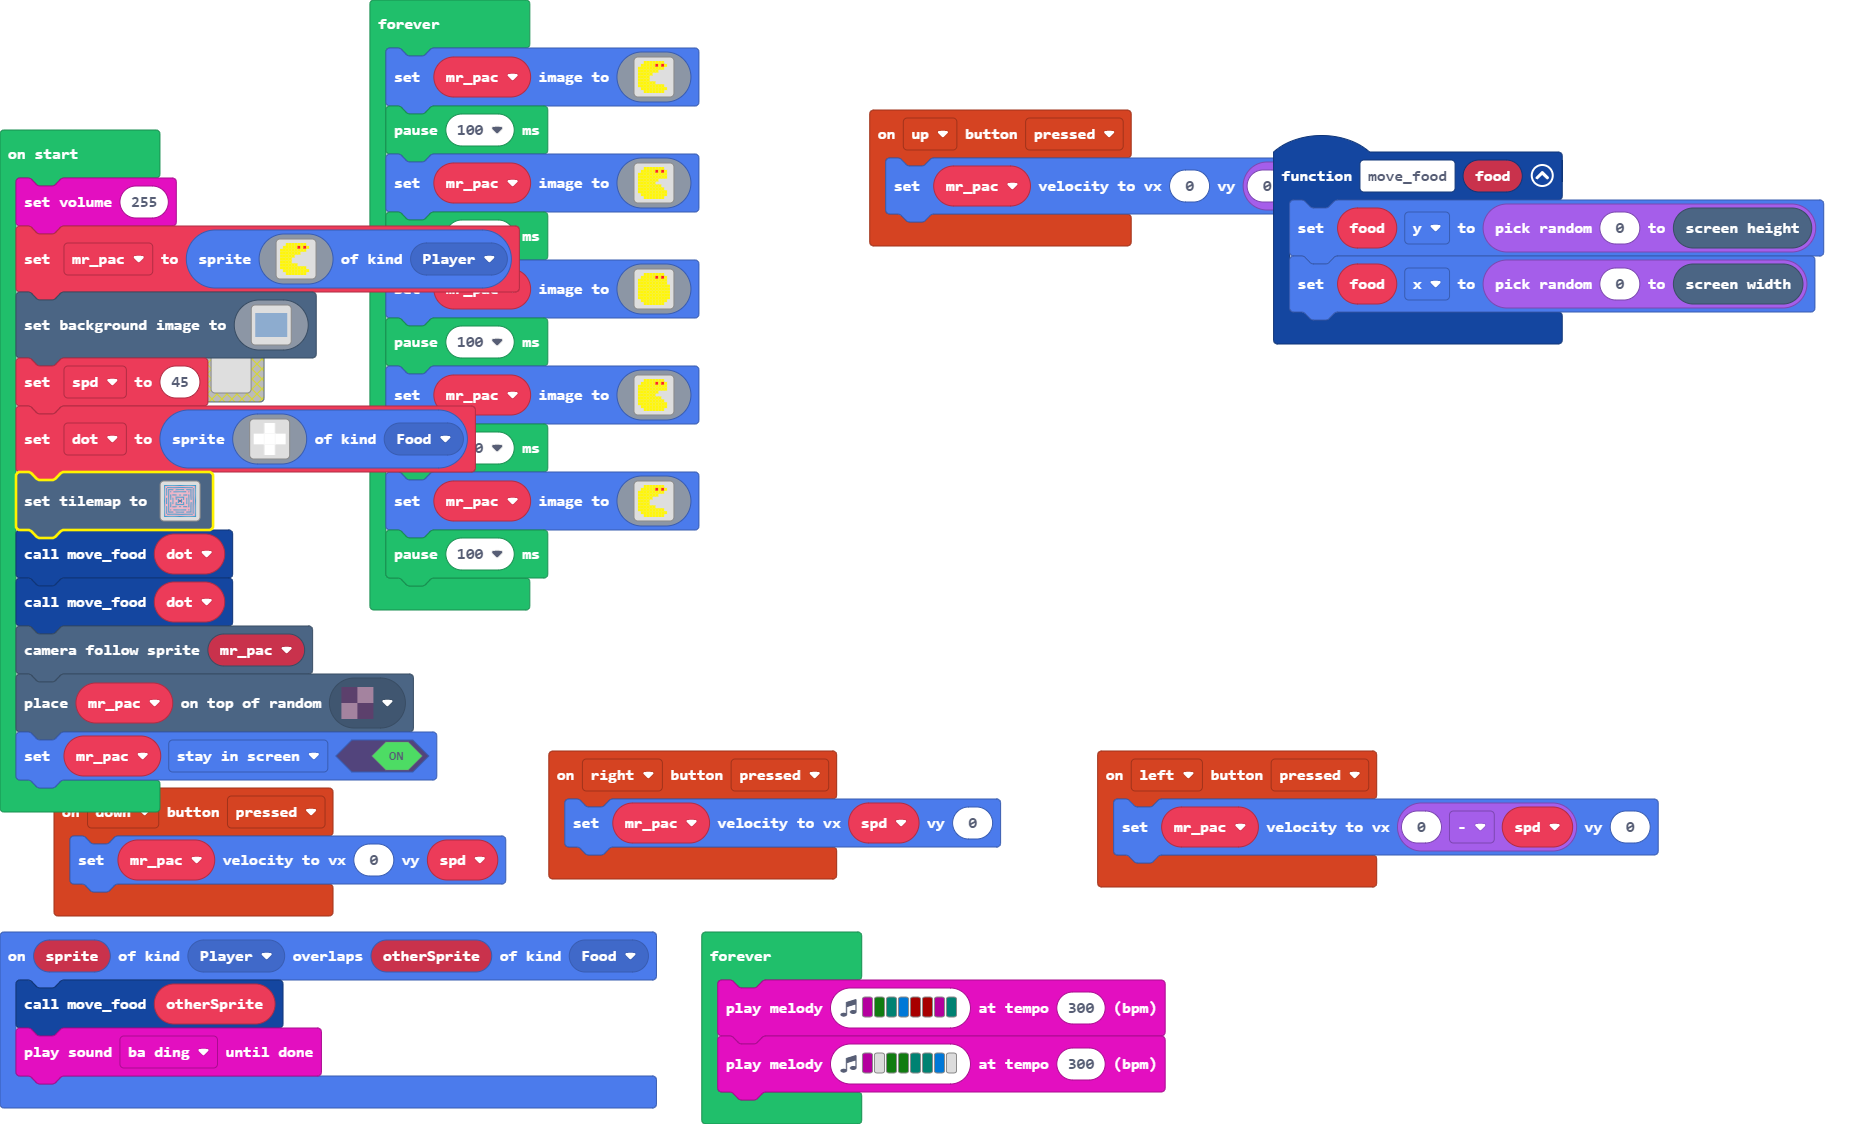 forever
set mr_pac image to
pause 100 ms
set mr_pac image to
ms
image to
pause 100 ms
set mr_pac image to
ms
set mr_pac image to
pause 100 ms
on start
set volume 255
set mr_pac to sprite of kind Player
set background image to
set spd to 45
set dot to sprite of kind Food
set tilemap to
call move_food dot
call move_food dot
camera follow sprite mr_pac
place mr_pac on top of random
set mr_pac stay in screen ON
on up button pressed
set mr_pac velocity to vx 0 vy 0
function move_food food
set food y to pick random 0 to screen height
set food x to pick random 0 to screen width
on down button pressed
set mr_pac velocity to vx 0 vy spd
on right button pressed
set mr_pac velocity to vx spd vy 0
on left button pressed
set mr_pac velocity to vx 0 - spd vy 0
on sprite of kind Player overlaps otherSprite of kind Food
call move_food otherSprite
play sound ba ding until done
forever
play melody at tempo 300 (bpm)
play melody at tempo 300 (bpm)